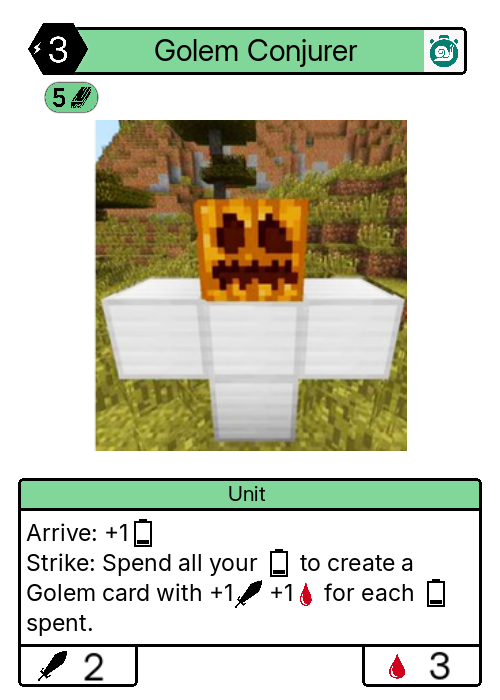 3
Golem Conjurer
5
Unit
Arrive: +1
Strike: Spend all your to create a
Golem card with +1 +1 for each
spent.
2
3